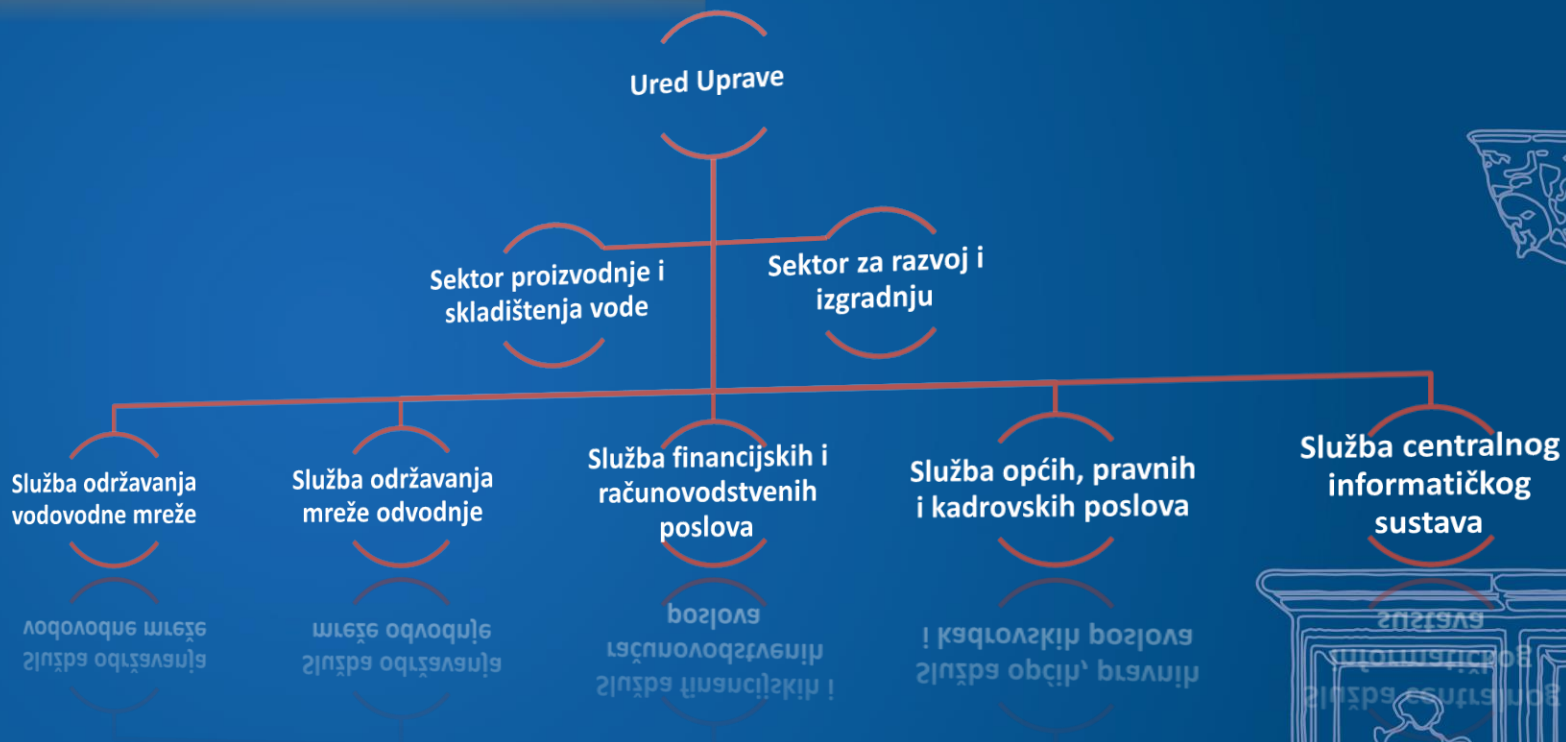 Ured Uprave
Sektor proizvodnje i
skladištenja vode
Sektor za razvoj i
izgradnju
Služba održavanja
vodovodne mreže
Služba održavanja
mreže odvodnje
Služba financijskih i
računovodstvenih
poslova
Služba općih, pravnih
i kadrovskih poslova
Služba centralnog
informatičkog
sustava